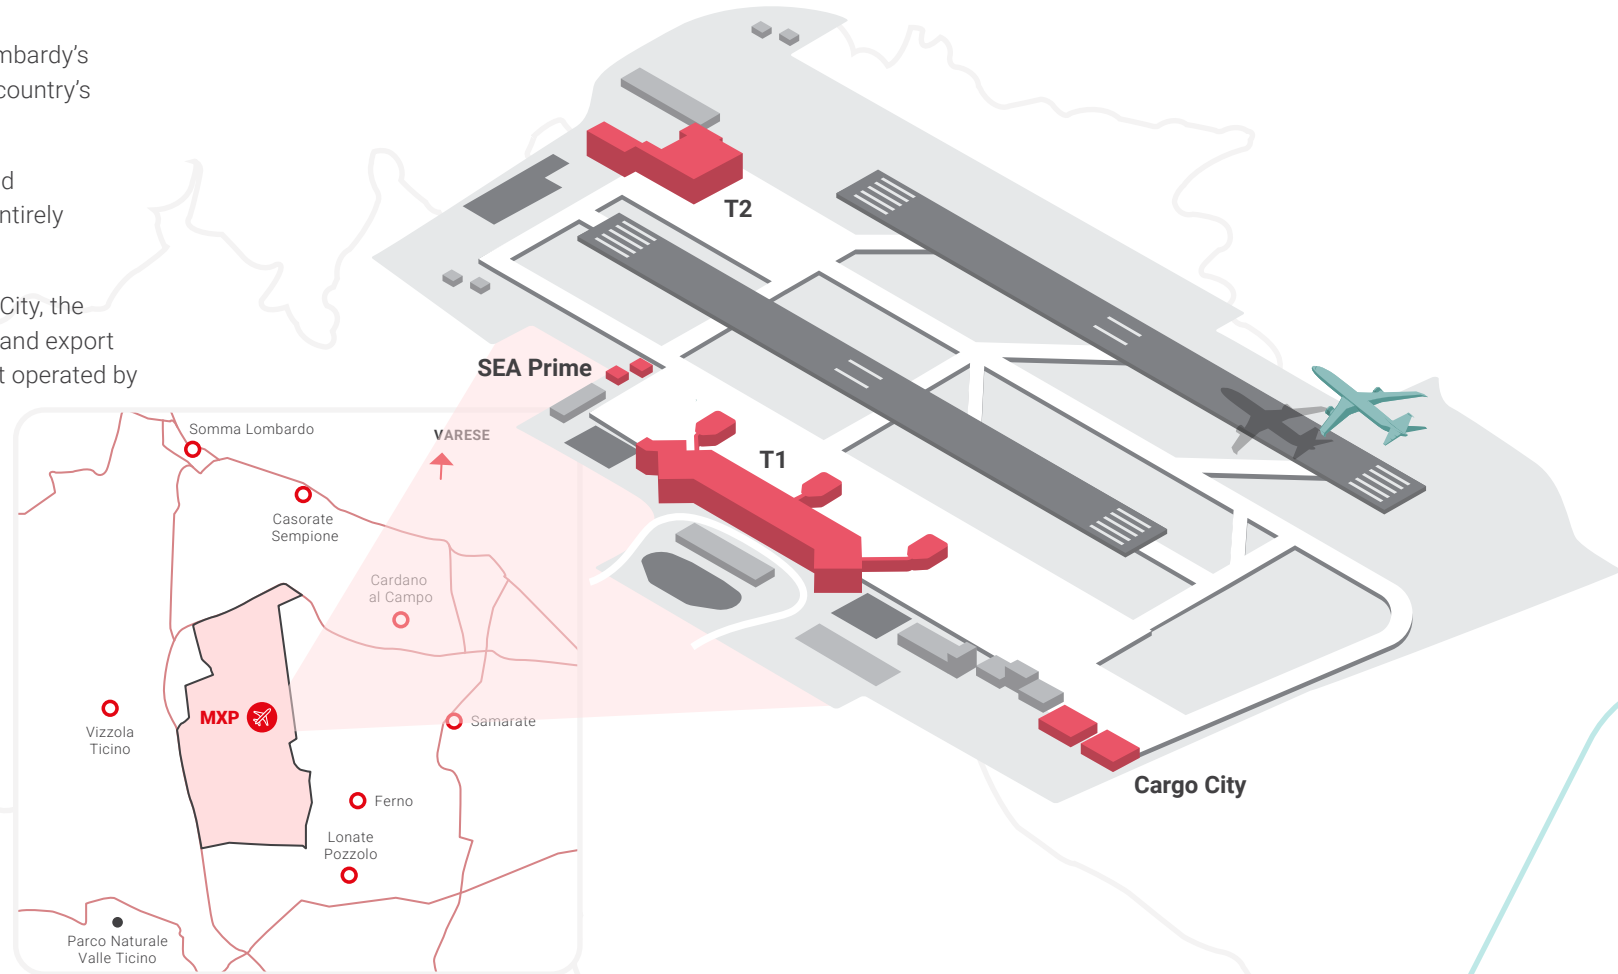 mbardy's
country's
d
ntirely
City, the
and export
t operated by
T2
SEA Prime
T1
Cargo City
Somma Lombardo
VARESE
Casorate
Sempione
Cardano
al Campo
MXP
Vizzola
Ticino
Samarate
Ferno
Lonate
Pozzolo
Parco Naturale
Valle Ticino